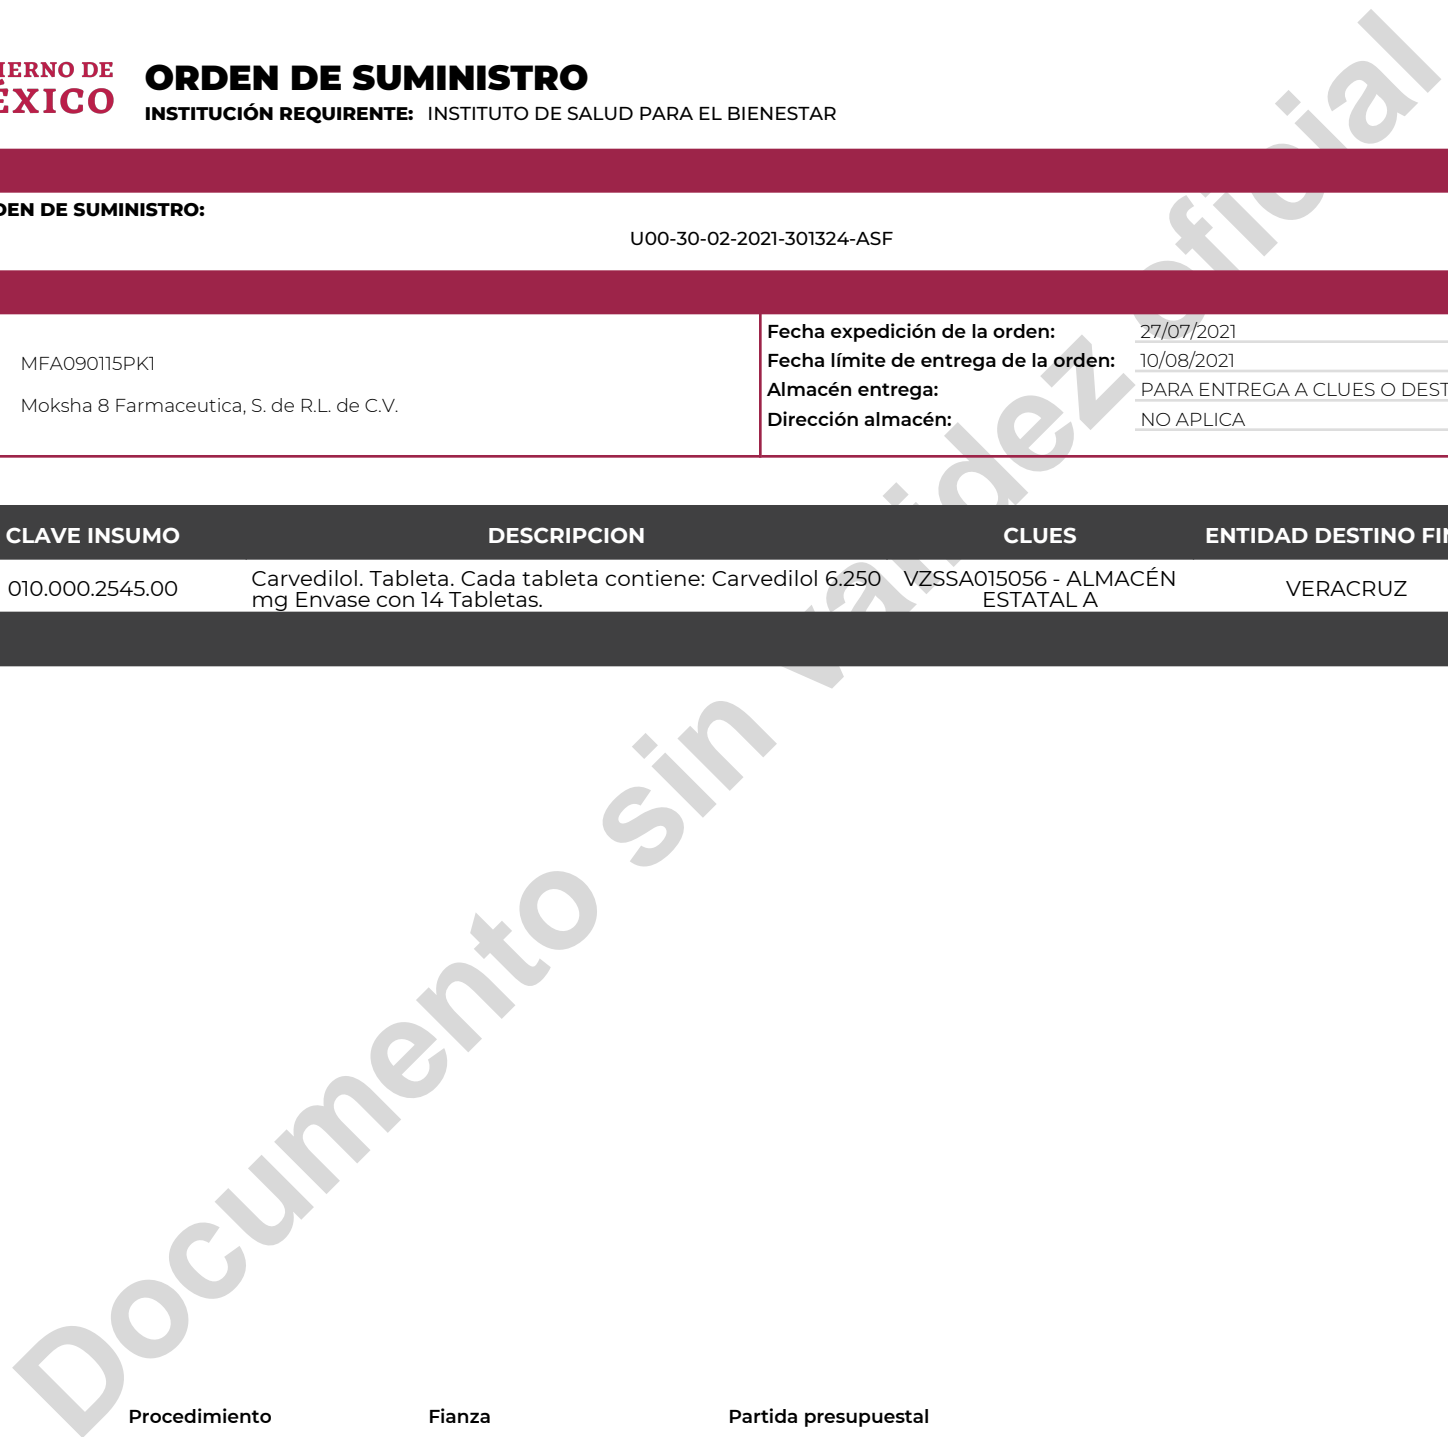 IERNO DE
ÉXICO
ORDEN DE SUMINISTRO
INSTITUCIÓN REQUIRENTE: INSTITUTO DE SALUD PARA EL BIENESTAR
DEN DE SUMINISTRO:
U00-30-02-2021-301324-ASF
MFA090115PK1
Moksha 8 Farmaceutica, S. de R.L. de C.V.
Fecha expedición de la orden: 27/07/2021
Fecha límite de entrega de la orden: 10/08/2021
Almacén entrega: PARA ENTREGA A CLUES O DEST
Dirección almacén: NO APLICA
CLAVE INSUMO DESCRIPCION CLUES ENTIDAD DESTINO FIN
010.000.2545.00
Carvedilol. Tableta. Cada tableta contiene: Carvedilol 6.250
mg Envase con 14 Tabletas.
VZSSA015056 - ALMACÉN
ESTATAL A
VERACRUZ
Documento sin validez oficial
Procedimiento Fianza Partida presupuestal